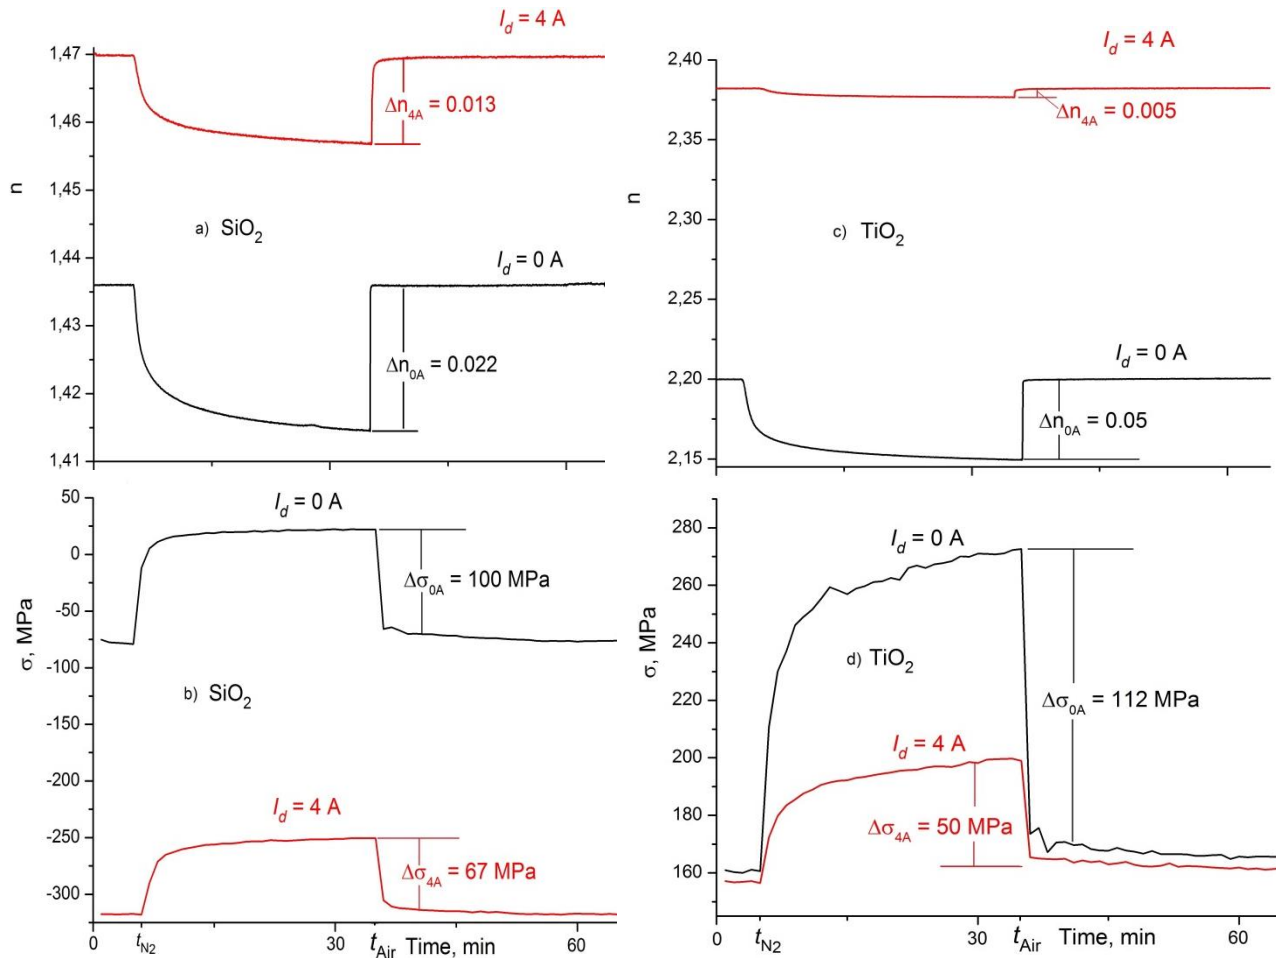 I_d = 4 A
1,47
Δn_4A = 0.013
1,46
1,45
n
a) SiO₂
1,44
I_d = 0 A
1,43
Δn_0A = 0.022
1,42
1,41
I_d = 4 A
2,40
Δn_4A = 0.005
2,35
2,30
n
c) TiO₂
2,25
I_d = 0 A
2,20
Δn_0A = 0.05
2,15
50
I_d = 0 A
0
Δσ_0A = 100 MPa
-50
σ, MPa
-100
b) SiO₂
-150
-200
I_d = 4 A
-250
Δσ_4A = 67 MPa
-300
0 t_N2 30 t_Air Time, min 60
280
I_d = 0 A
260
240
σ, MPa
d) TiO₂
220
Δσ_0A = 112 MPa
I_d = 4 A
200
Δσ_4A = 50 MPa
180
160
0 t_N2 30 t_Air Time, min 60